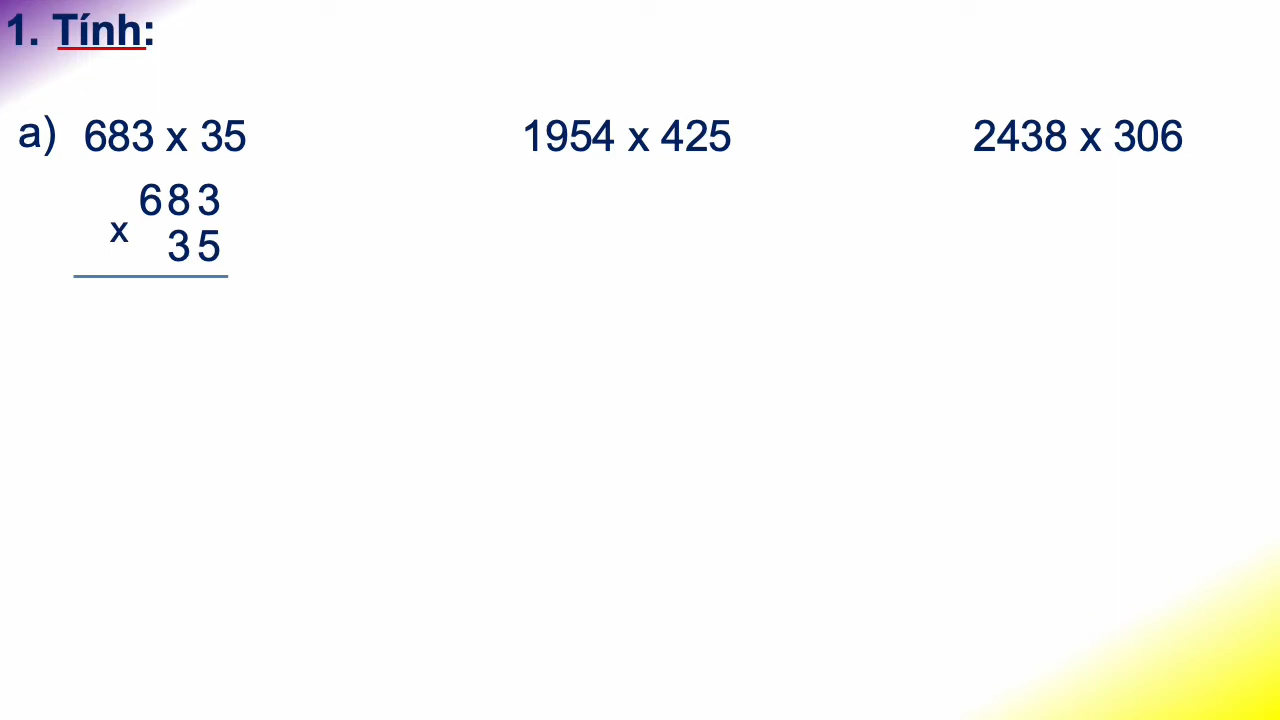 1. Tính:
a) 683 x 35 1954 x 425 2438 x 306
683
x
35